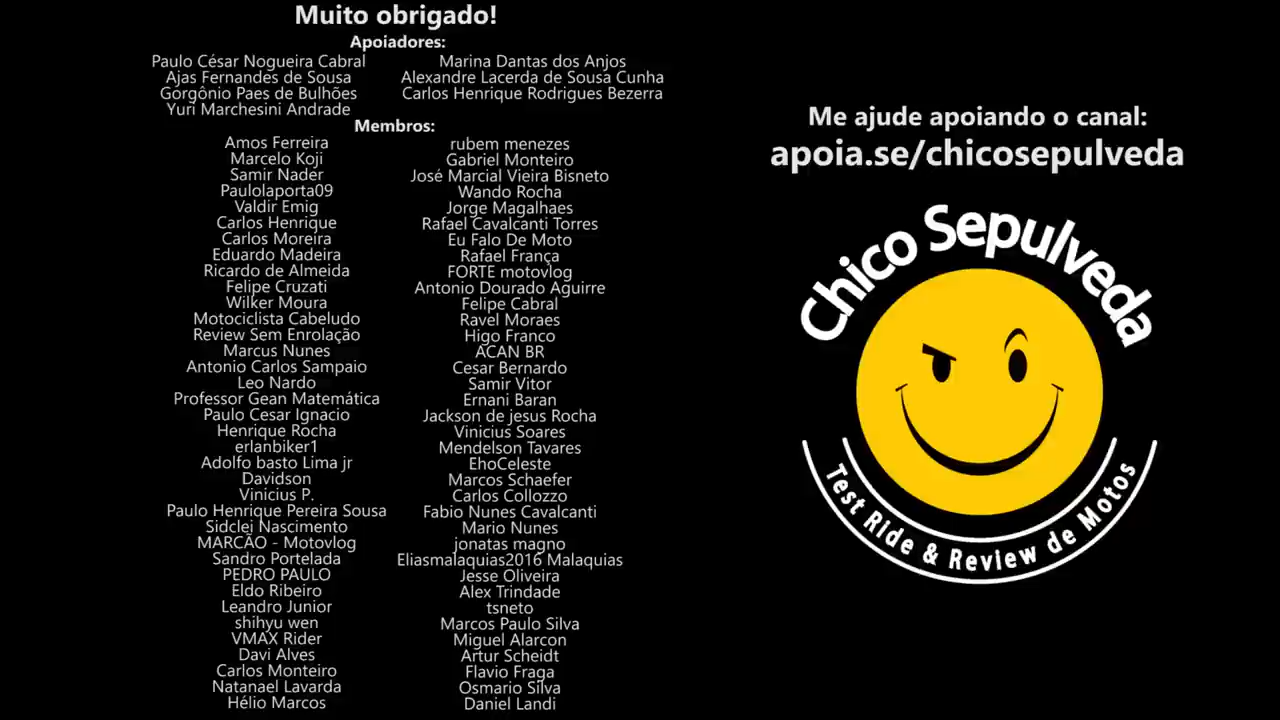 Muito obrigado!
Apoiadores:
Paulo César Nogueira Cabral
Ajas Fernandes de Sousa
Gorgônio Paes de Bulhões
Yuri Marchesini Andrade
Marina Dantas dos Anjos
Alexandre Lacerda de Sousa Cunha
Carlos Henrique Rodrigues Bezerra
Membros:
Amos Ferreira
Marcelo Koji
Samir Nader
Paulolaporta09
Valdir Emig
Carlos Henrique
Carlos Moreira
Eduardo Madeira
Ricardo de Almeida
Felipe Cruzati
Wilker Moura
Motociclista Cabeludo
Review Sem Enrolação
Marcus Nunes
Antonio Carlos Sampaio
Leo Nardo
Professor Gean Matemática
Paulo Cesar Ignacio
Henrique Rocha
erlanbiker1
Adolfo basto Lima jr
Davidson
Vinicius P.
Paulo Henrique Pereira Sousa
Sidclei Nascimento
MARCÃO - Motovlog
Sandro Portelada
PEDRO PAULO
Eldo Ribeiro
Leandro Junior
shihyu wen
VMAX Rider
Davi Alves
Carlos Monteiro
Natanael Lavarda
Hélio Marcos
rubem menezes
Gabriel Monteiro
José Marcial Vieira Bisneto
Wando Rocha
Jorge Magalhaes
Rafael Cavalcanti Torres
Eu Falo De Moto
Rafael França
FORTE motovlog
Antonio Dourado Aguirre
Felipe Cabral
Ravel Moraes
Higo Franco
ACAN BR
Cesar Bernardo
Samir Vitor
Ernani Baran
Jackson de jesus Rocha
Vinicius Soares
Mendelson Tavares
EhoCeleste
Marcos Schaefer
Carlos Collozzo
Fabio Nunes Cavalcanti
Mario Nunes
jonatas magno
Eliasmalaquias2016 Malaquias
Jesse Oliveira
Alex Trindade
tsneto
Marcos Paulo Silva
Miguel Alarcon
Artur Scheidt
Flavio Fraga
Osmario Silva
Daniel Landi
Me ajude apoiando o canal:
apoia.se/chicosepulveda
Chico Sepulveda
Test Ride & Review de Motos